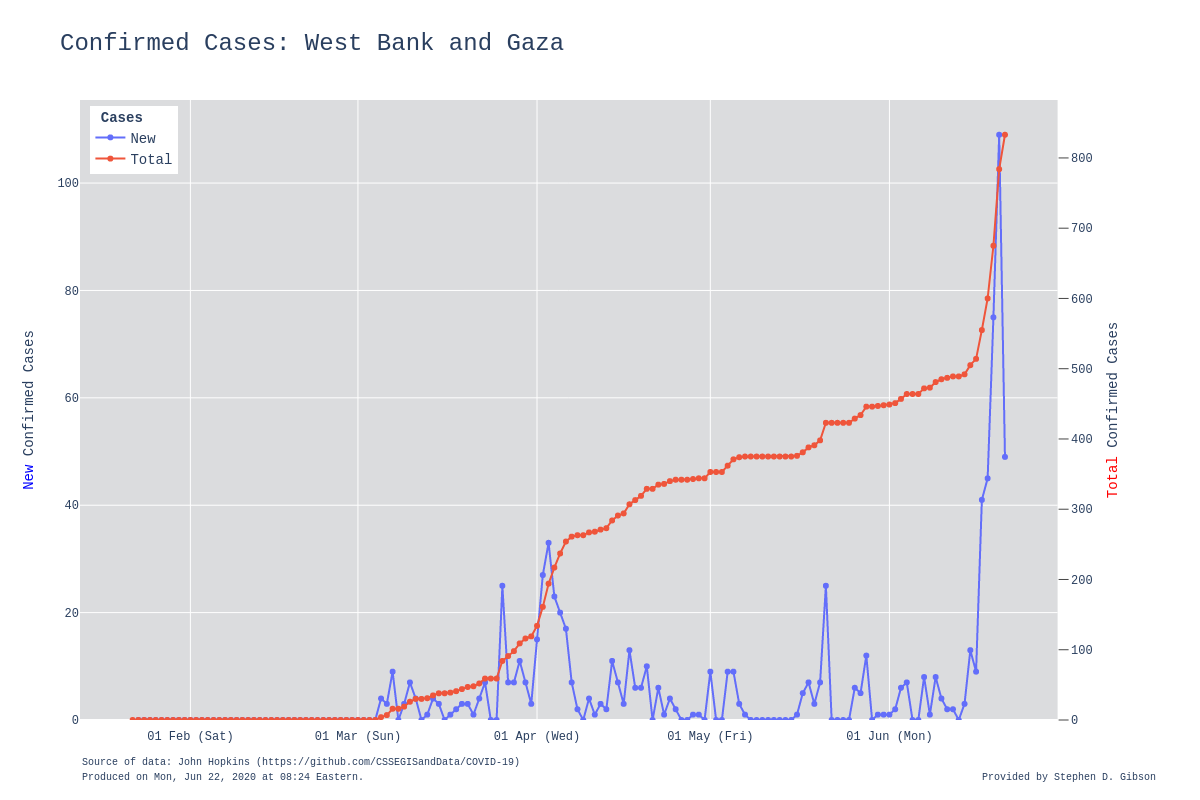 Confirmed Cases: West Bank and Gaza
Cases
New
Total
100
80
60
40
20
0
800
700
600
500
400
300
200
100
0
New Confirmed Cases
Total Confirmed Cases
01 Feb (Sat)
01 Mar (Sun)
01 Apr (Wed)
01 May (Fri)
01 Jun (Mon)
Source of data: John Hopkins (https://github.com/CSSEGISandData/COVID-19)
Produced on Mon, Jun 22, 2020 at 08:24 Eastern.
Provided by Stephen D. Gibson